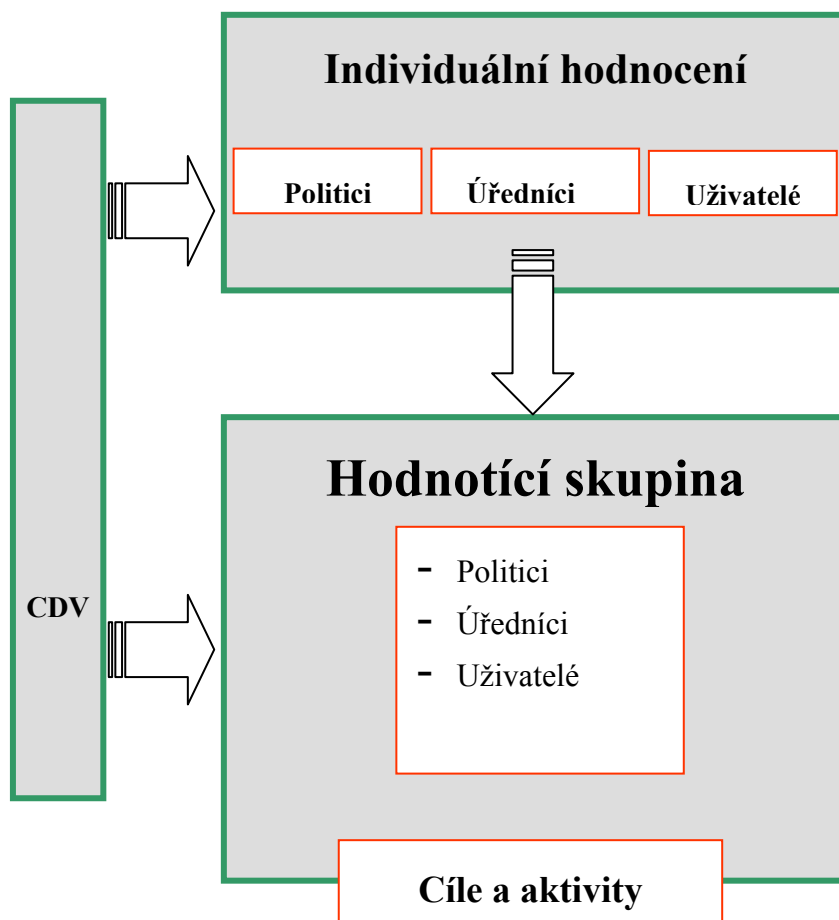 Individuální hodnocení
Politici
Úředníci
Uživatelé
Hodnotící skupina
- Politici
- Úředníci
- Uživatelé
CDV
Cíle a aktivity